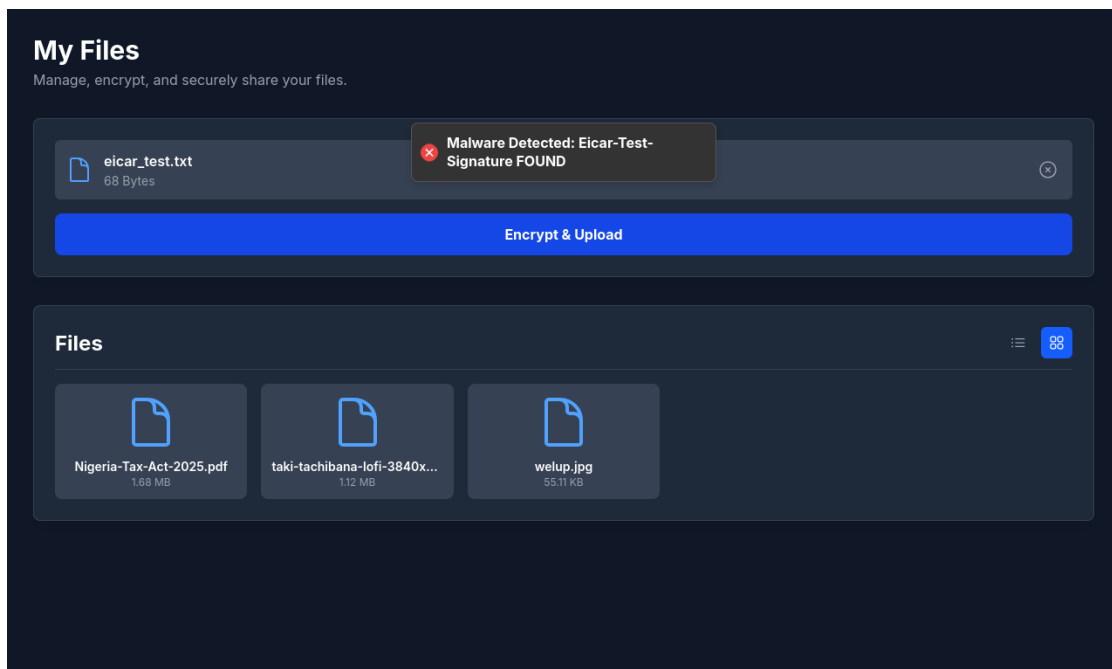 My Files
Manage, encrypt, and securely share your files.
eicar_test.txt
68 Bytes
Malware Detected: Eicar-Test-
Signature FOUND
Encrypt & Upload
Files
Nigeria-Tax-Act-2025.pdf
1.68 MB
taki-tachibana-lofi-3840x...
1.12 MB
welup.jpg
55.11 KB